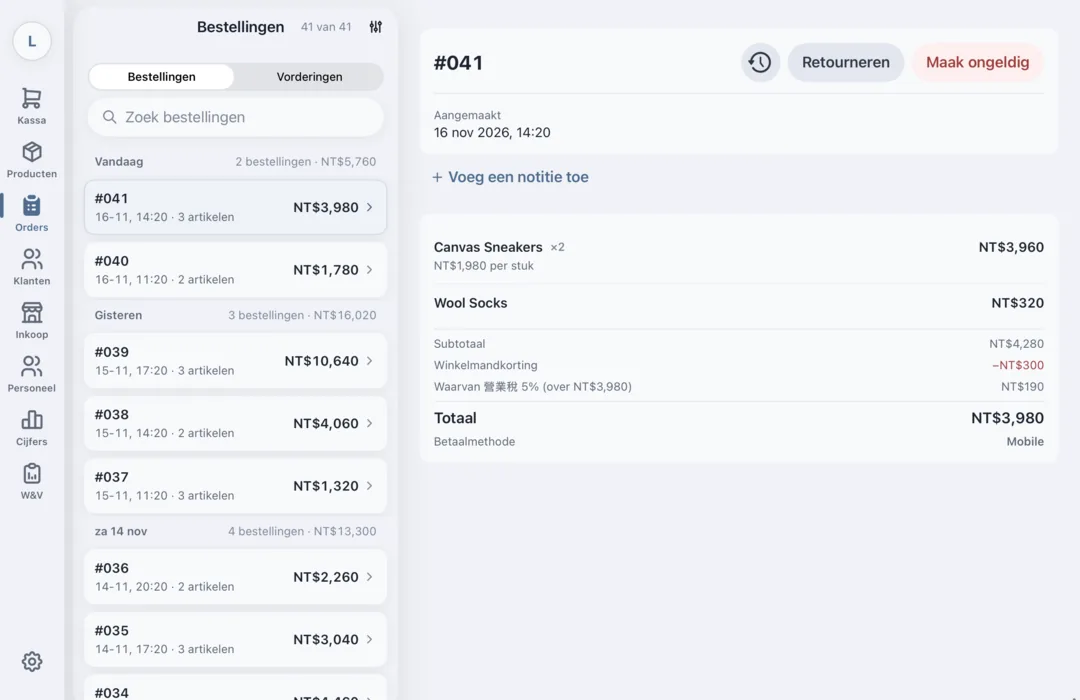 L
Kassa
Producten
Orders
Klanten
Inkoop
Personeel
Cijfers
W&V
Bestellingen 41 van 41
Bestellingen Vorderingen
Zoek bestellingen
Vandaag 2 bestellingen · NT$5,760
#041
16-11, 14:20 · 3 artikelen NT$3,980
#040
16-11, 11:20 · 2 artikelen NT$1,780
Gisteren 3 bestellingen · NT$16,020
#039
15-11, 17:20 · 3 artikelen NT$10,640
#038
15-11, 14:20 · 2 artikelen NT$4,060
#037
15-11, 11:20 · 3 artikelen NT$1,320
za 14 nov 4 bestellingen · NT$13,300
#036
14-11, 20:20 · 2 artikelen NT$2,260
#035
14-11, 17:20 · 3 artikelen NT$3,040
#034
#041 Retourneren Maak ongeldig
Aangemaakt
16 nov 2026, 14:20
+ Voeg een notitie toe
Canvas Sneakers ×2 NT$3,960
NT$1,980 per stuk
Wool Socks NT$320
Subtotaal NT$4,280
Winkelmandkorting −NT$300
Waarvan 營業稅 5% (over NT$3,980) NT$190
Totaal NT$3,980
Betaalmethode Mobile